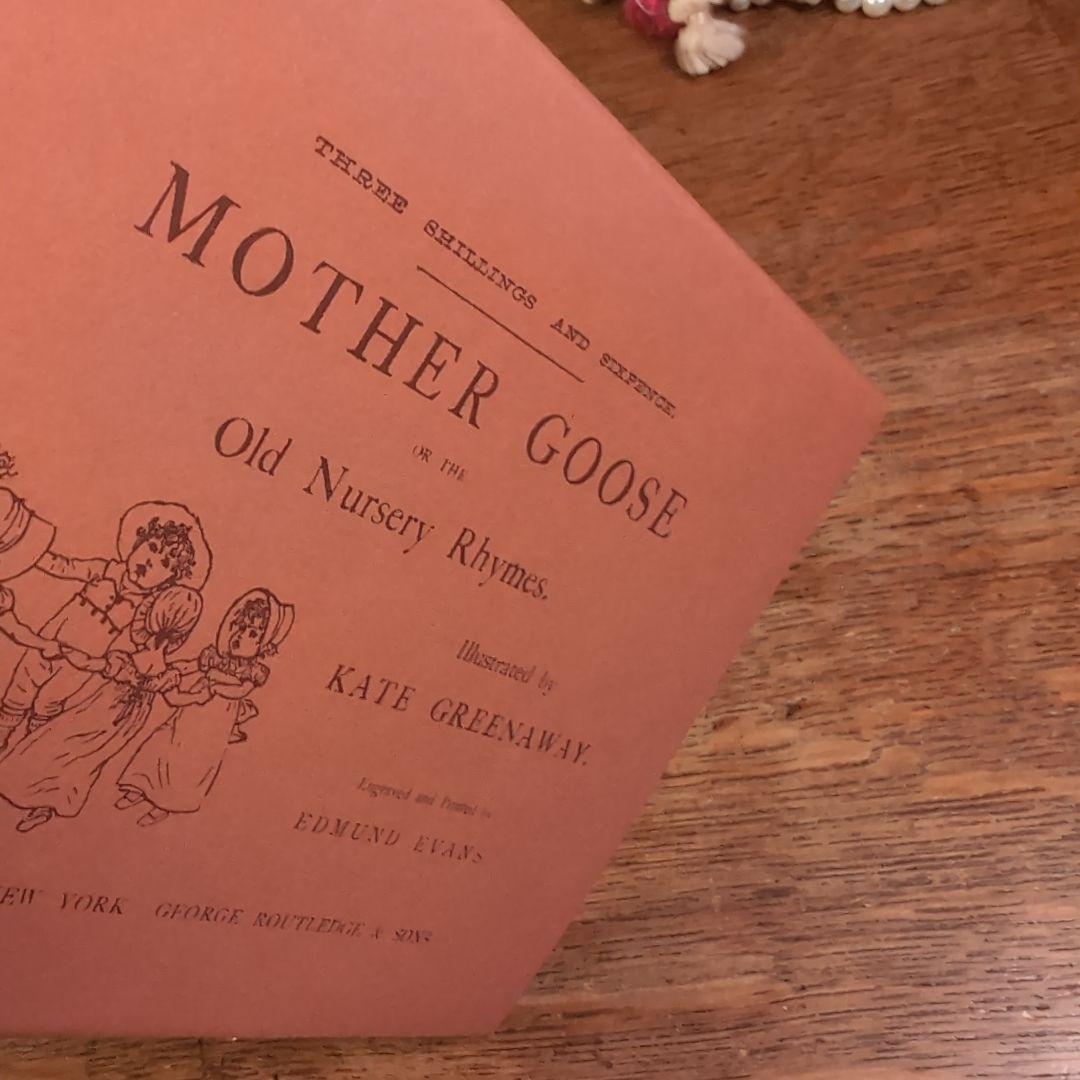 THREE SHILLINGS AND SIXPENCE.
MOTHER GOOSE
OR THE
Old Nursery Rhymes.
Illustrated by
KATE GREENAWAY.
Engraved and Printed by
EDMUND EVANS
YORK GEORGE ROUTLEDGE & SONS